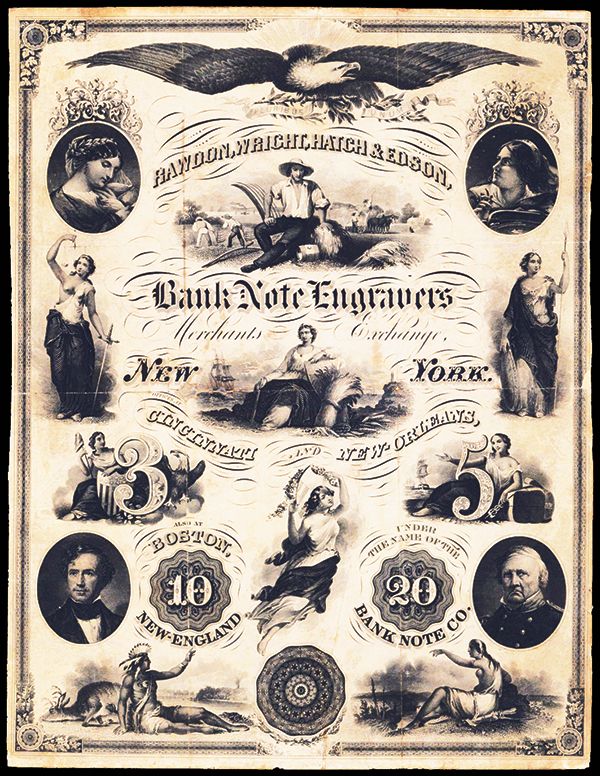 RAWDON, WRIGHT, HATCH & EDSON,
Bank Note Engravers
Merchants Exchange,
NEW YORK.
CINCINNATI AND NEW-ORLEANS,
3
5
ALSO AT
BOSTON,
10
NEW-ENGLAND
UNDER
THE NAME OF THE
20
BANK NOTE CO.